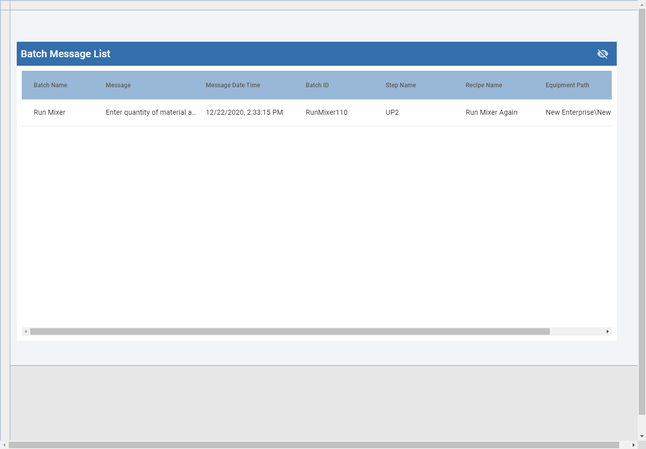 Batch Message List
Batch Name Message Message Date Time Batch ID Step Name Recipe Name Equipment Path
Run Mixer Enter quantity of material a... 12/22/2020, 2:33:15 PM RunMixer110 UP2 Run Mixer Again New Enterprise\New